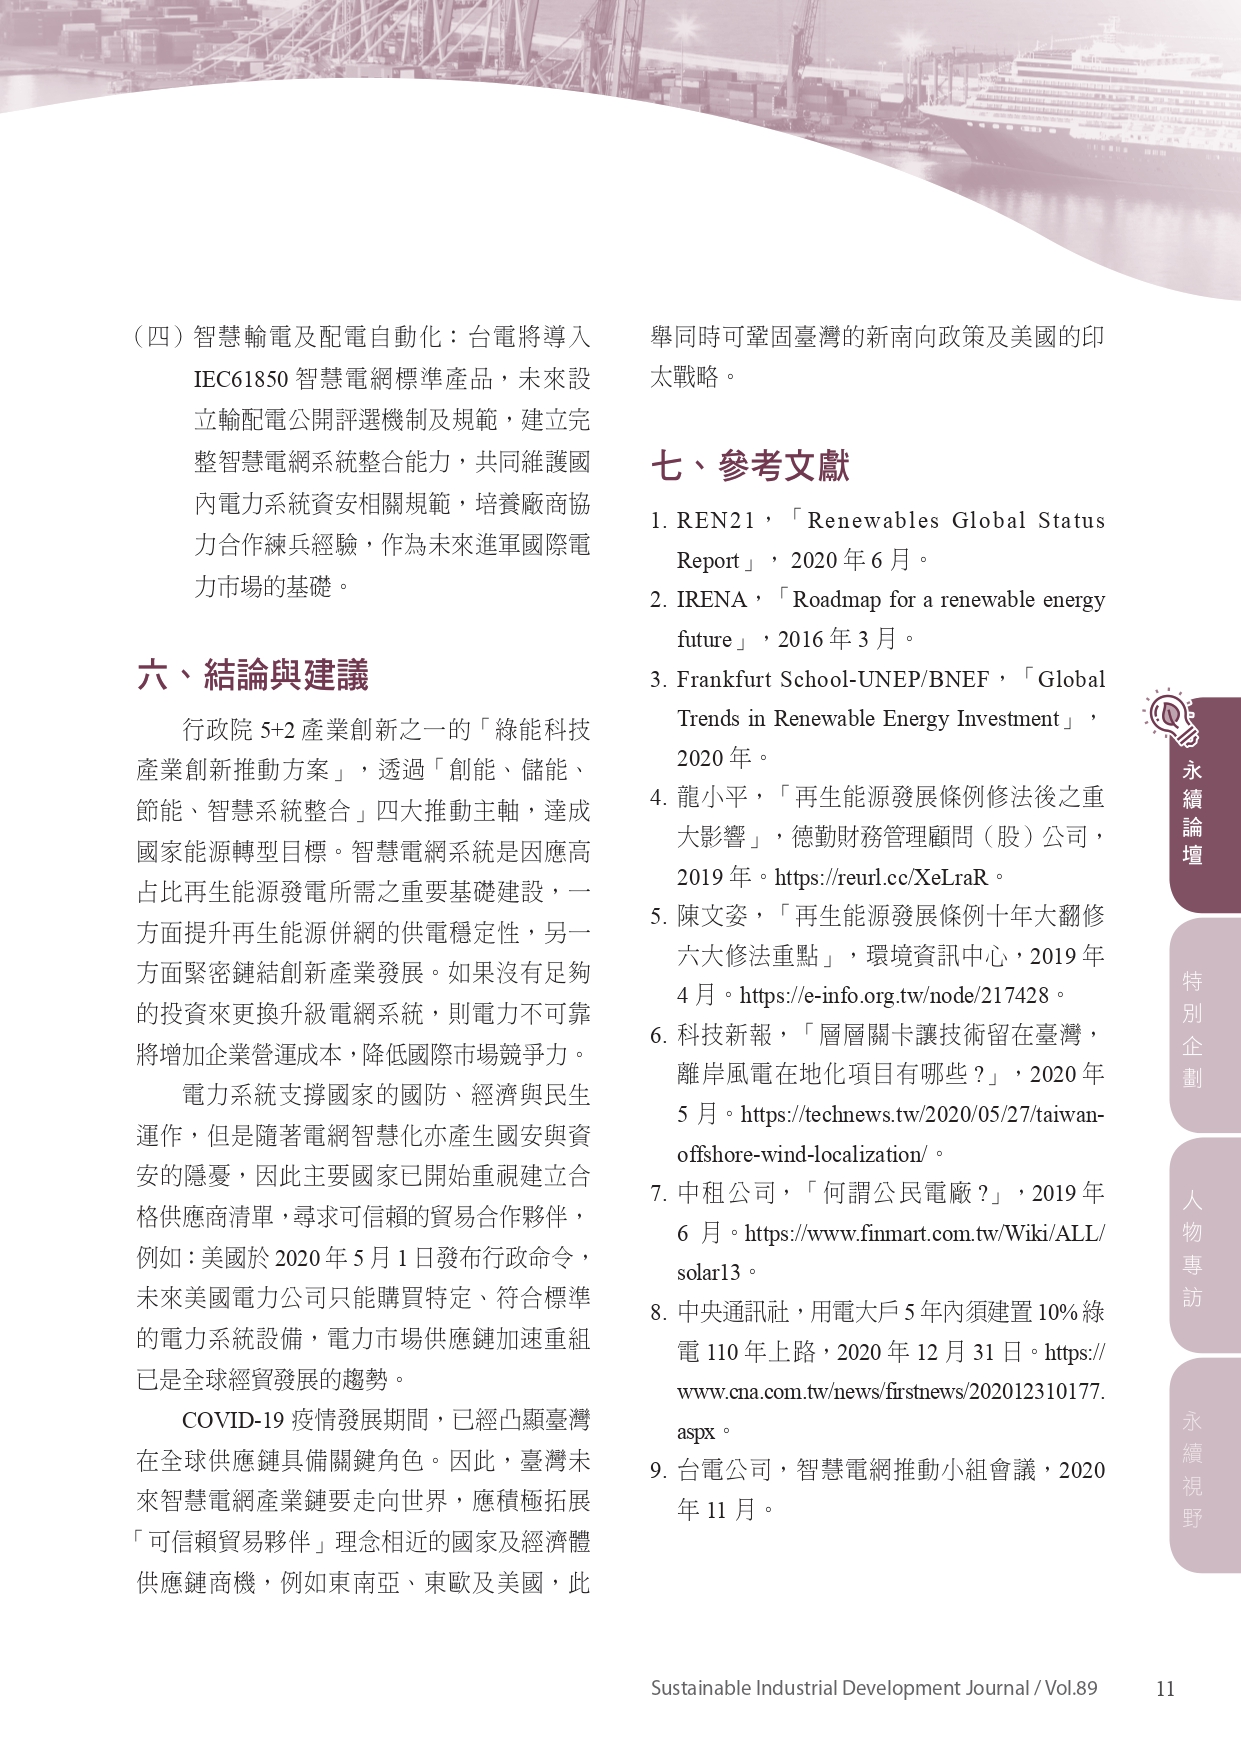 （四）智慧輸電及配電自動化：台電將導入
IEC61850 智慧電網標準產品，未來設
立輸配電公開評選機制及規範，建立完
整智慧電網系統整合能力，共同維護國
內電力系統資安相關規範，培養廠商協
力合作練兵經驗，作為未來進軍國際電
力市場的基礎。
六、結論與建議
行政院 5+2 產業創新之一的「綠能科技
產業創新推動方案」，透過「創能、儲能、
節能、智慧系統整合」四大推動主軸，達成
國家能源轉型目標。智慧電網系統是因應高
占比再生能源發電所需之重要基礎建設，一
方面提升再生能源併網的供電穩定性，另一
方面緊密鏈結創新產業發展。如果沒有足夠
的投資來更換升級電網系統，則電力不可靠
將增加企業營運成本，降低國際市場競爭力。
電力系統支撐國家的國防、經濟與民生
運作，但是隨著電網智慧化亦產生國安與資
安的隱憂，因此主要國家已開始重視建立合
格供應商清單，尋求可信賴的貿易合作夥伴，
例如：美國於 2020 年 5 月 1 日發布行政命令，
未來美國電力公司只能購買特定、符合標準
的電力系統設備，電力市場供應鏈加速重組
已是全球經貿發展的趨勢。
COVID-19 疫情發展期間，已經凸顯臺灣
在全球供應鏈具備關鍵角色。因此，臺灣未
來智慧電網產業鏈要走向世界，應積極拓展
「可信賴貿易夥伴」理念相近的國家及經濟體
供應鏈商機，例如東南亞、東歐及美國，此
舉同時可鞏固臺灣的新南向政策及美國的印
太戰略。
七、參考文獻
1. REN21，「Renewables Global Status
Report」， 2020 年 6 月。
2. IRENA，「Roadmap for a renewable energy
future」，2016 年 3 月。
3. Frankfurt School-UNEP/BNEF，「Global
Trends in Renewable Energy Investment」，
2020 年。
4. 龍小平，「再生能源發展條例修法後之重
大影響」，德勤財務管理顧問（股）公司，
2019 年。https://reurl.cc/XeLraR。
5. 陳文姿，「再生能源發展條例十年大翻修
六大修法重點」，環境資訊中心，2019 年
4 月。https://e-info.org.tw/node/217428。
6. 科技新報，「層層關卡讓技術留在臺灣，
離岸風電在地化項目有哪些？」，2020 年
5 月。https://technews.tw/2020/05/27/taiwan-
offshore-wind-localization/。
7. 中租公司，「何謂公民電廠？」，2019 年
6 月。https://www.finmart.com.tw/Wiki/ALL/
solar13。
8. 中央通訊社，用電大戶 5 年內須建置 10% 綠
電 110 年上路，2020 年 12 月 31 日。https://
www.cna.com.tw/news/firstnews/202012310177.
aspx。
9. 台電公司，智慧電網推動小組會議，2020
年 11 月。
永續論壇
特別企劃
人物專訪
永續視野
Sustainable Industrial Development Journal / Vol.89
11